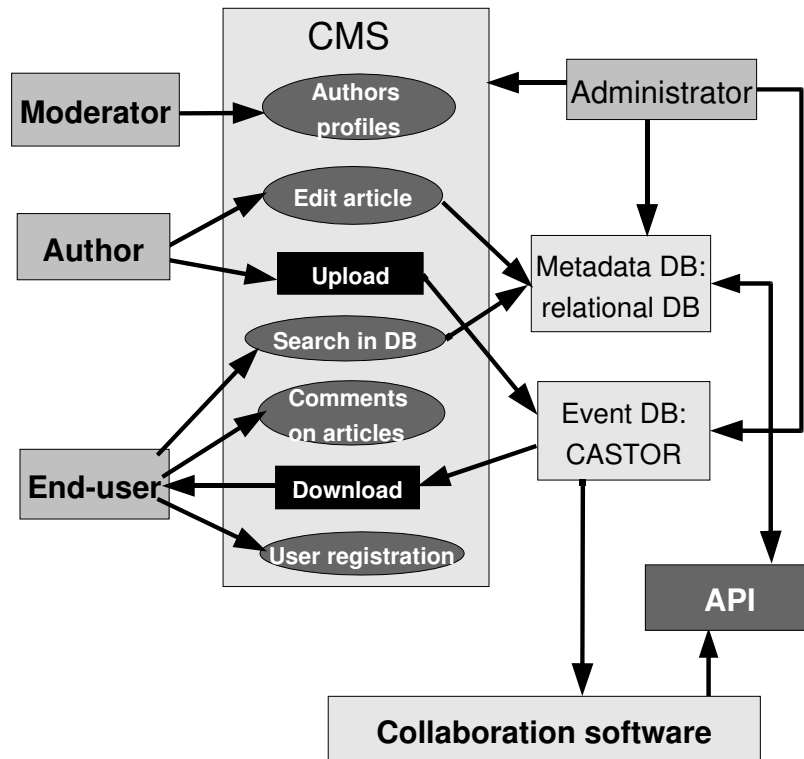 CMS
Moderator
Authors
profiles
Administrator
Author
Edit article
Upload
Metadata DB:
relational DB
Search in DB
Comments
on articles
Event DB:
CASTOR
End-user
Download
User registration
API
Collaboration software